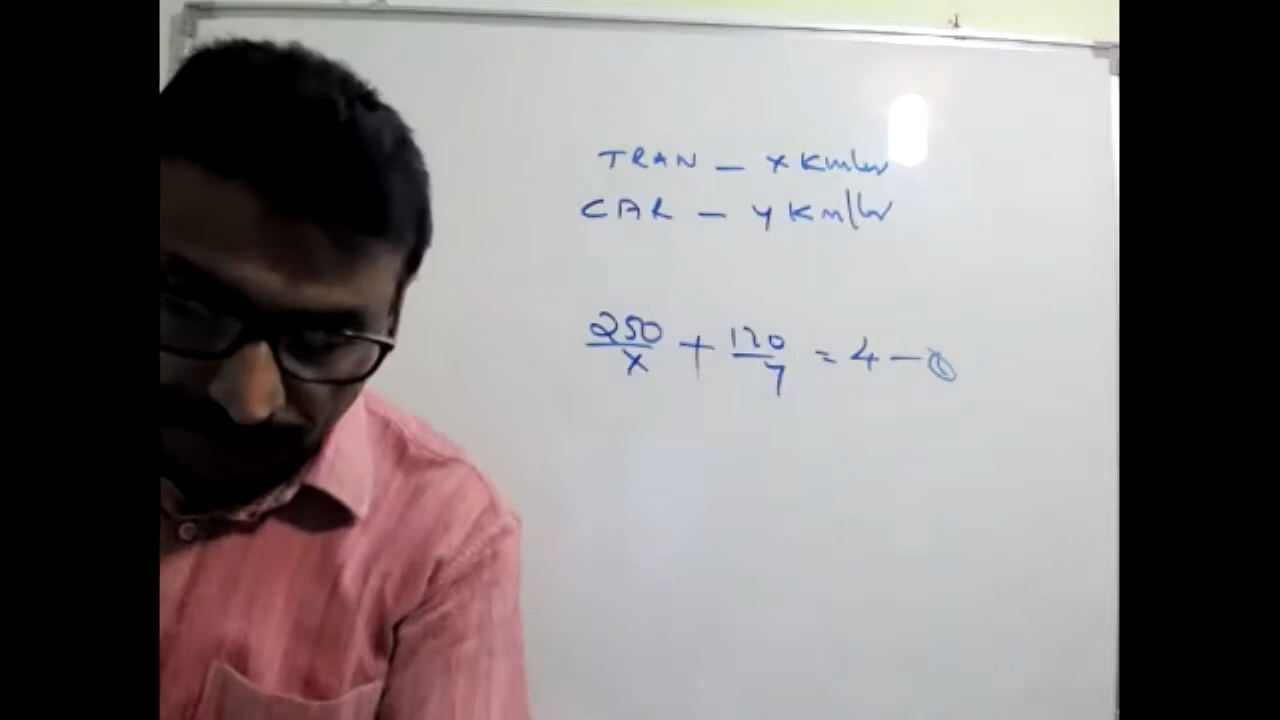 TRAN - x Km/hr
CAR - y Km/hr
250/x + 120/y = 4 - ①